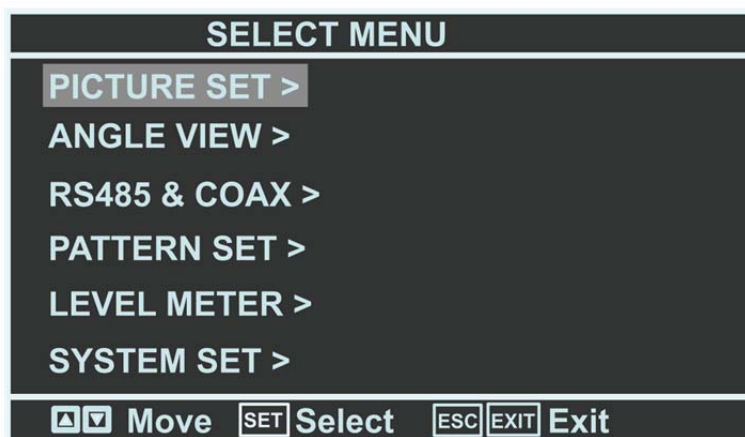 SELECT MENU
PICTURE SET >
ANGLE VIEW >
RS485 & COAX >
PATTERN SET >
LEVEL METER >
SYSTEM SET >
Move SET Select ESC EXIT Exit